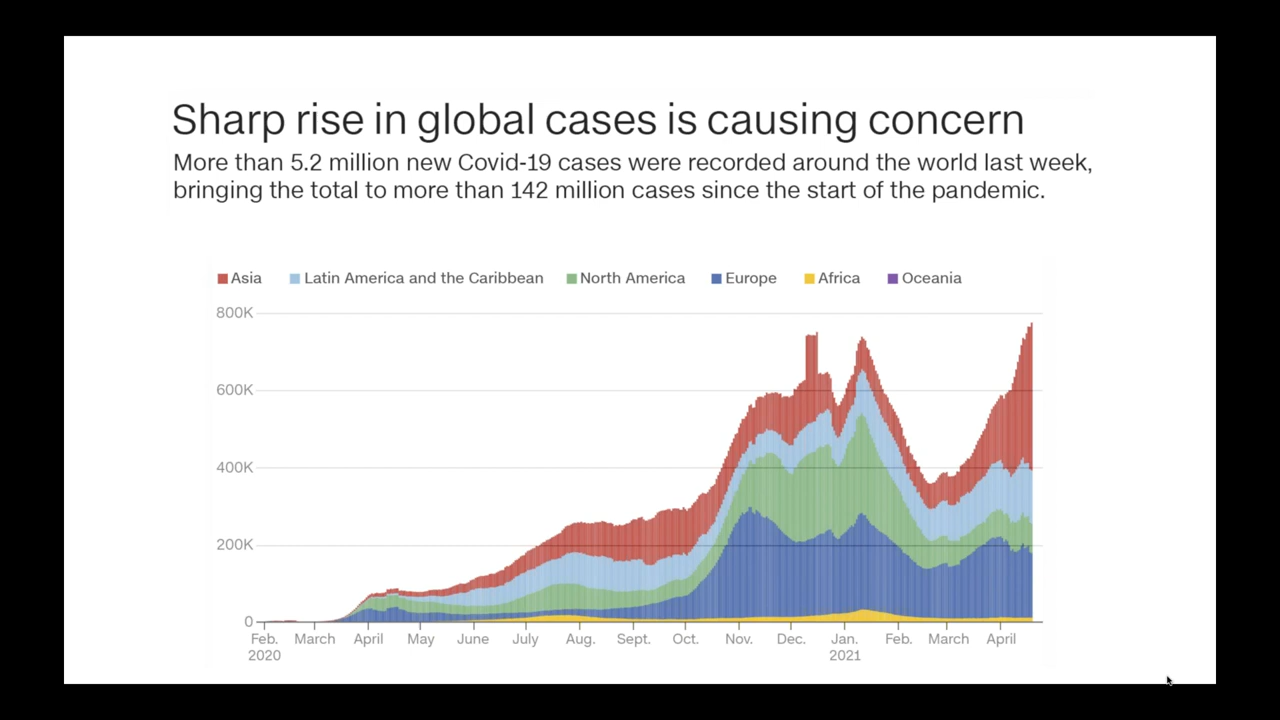 Sharp rise in global cases is causing concern
More than 5.2 million new Covid-19 cases were recorded around the world last week,
bringing the total to more than 142 million cases since the start of the pandemic.
Asia Latin America and the Caribbean North America Europe Africa Oceania
800K
600K
400K
200K
0
Feb. March April May June July Aug. Sept. Oct. Nov. Dec. Jan. Feb. March April
2020 2021